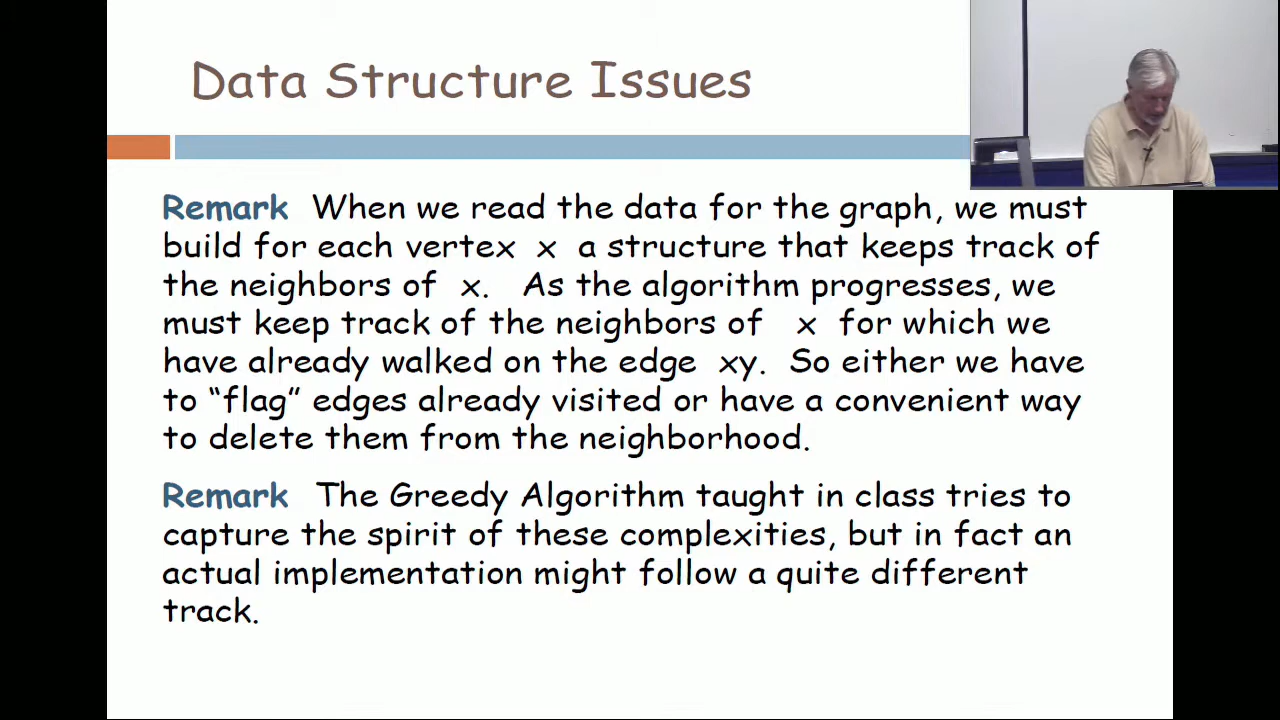 Data Structure Issues
Remark When we read the data for the graph, we must
build for each vertex x a structure that keeps track of
the neighbors of x. As the algorithm progresses, we
must keep track of the neighbors of x for which we
have already walked on the edge xy. So either we have
to “flag” edges already visited or have a convenient way
to delete them from the neighborhood.
Remark The Greedy Algorithm taught in class tries to
capture the spirit of these complexities, but in fact an
actual implementation might follow a quite different
track.